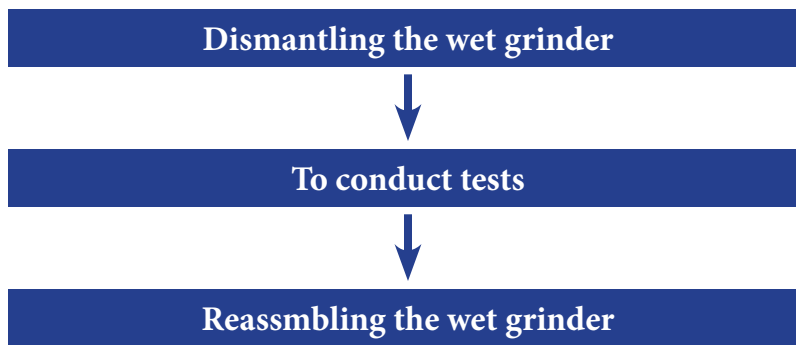 Dismantling the wet grinder
To conduct tests
Reassmbling the wet grinder